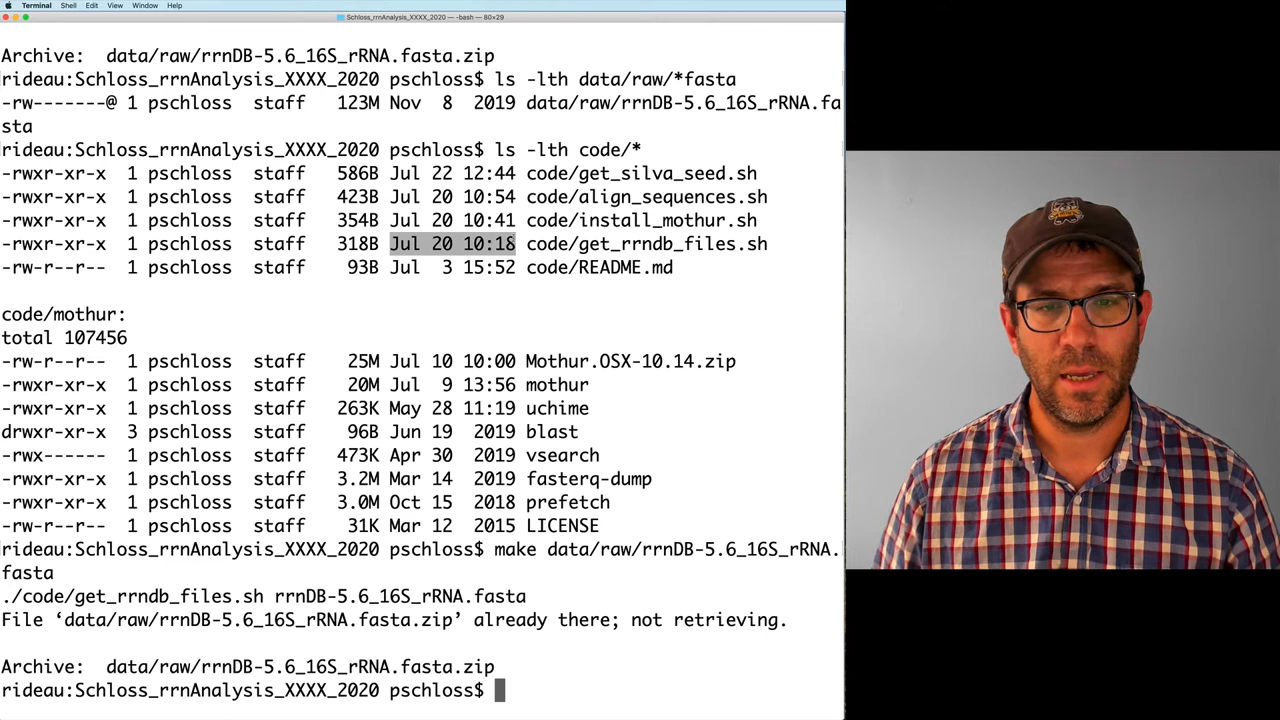 Terminal Shell Edit View Window Help
Schloss_rrnAnalysis_XXXX_2020 — -bash — 80×29
Archive:  data/raw/rrnDB-5.6_16S_rRNA.fasta.zip
rideau:Schloss_rrnAnalysis_XXXX_2020 pschloss$ ls -lth data/raw/*fasta
-rw-------@ 1 pschloss  staff   123M Nov  8  2019 data/raw/rrnDB-5.6_16S_rRNA.fa
sta
rideau:Schloss_rrnAnalysis_XXXX_2020 pschloss$ ls -lth code/*
-rwxr-xr-x  1 pschloss  staff   586B Jul 22 12:44 code/get_silva_seed.sh
-rwxr-xr-x  1 pschloss  staff   423B Jul 20 10:54 code/align_sequences.sh
-rwxr-xr-x  1 pschloss  staff   354B Jul 20 10:41 code/install_mothur.sh
-rwxr-xr-x  1 pschloss  staff   318B Jul 20 10:18 code/get_rrndb_files.sh
-rw-r--r--  1 pschloss  staff    93B Jul  3 15:52 code/README.md
code/mothur:
total 107456
-rw-r--r--  1 pschloss  staff    25M Jul 10 10:00 Mothur.OSX-10.14.zip
-rwxr-xr-x  1 pschloss  staff    20M Jul  9 13:56 mothur
-rwxr-xr-x  1 pschloss  staff   263K May 28 11:19 uchime
drwxr-xr-x  3 pschloss  staff    96B Jun 19  2019 blast
-rwx------  1 pschloss  staff   473K Apr 30  2019 vsearch
-rwxr-xr-x  1 pschloss  staff   3.2M Mar 14  2019 fasterq-dump
-rwxr-xr-x  1 pschloss  staff   3.0M Oct 15  2018 prefetch
-rw-r--r--  1 pschloss  staff    31K Mar 12  2015 LICENSE
rideau:Schloss_rrnAnalysis_XXXX_2020 pschloss$ make data/raw/rrnDB-5.6_16S_rRNA.
fasta
./code/get_rrndb_files.sh rrnDB-5.6_16S_rRNA.fasta
File ‘data/raw/rrnDB-5.6_16S_rRNA.fasta.zip’ already there; not retrieving.
Archive:  data/raw/rrnDB-5.6_16S_rRNA.fasta.zip
rideau:Schloss_rrnAnalysis_XXXX_2020 pschloss$